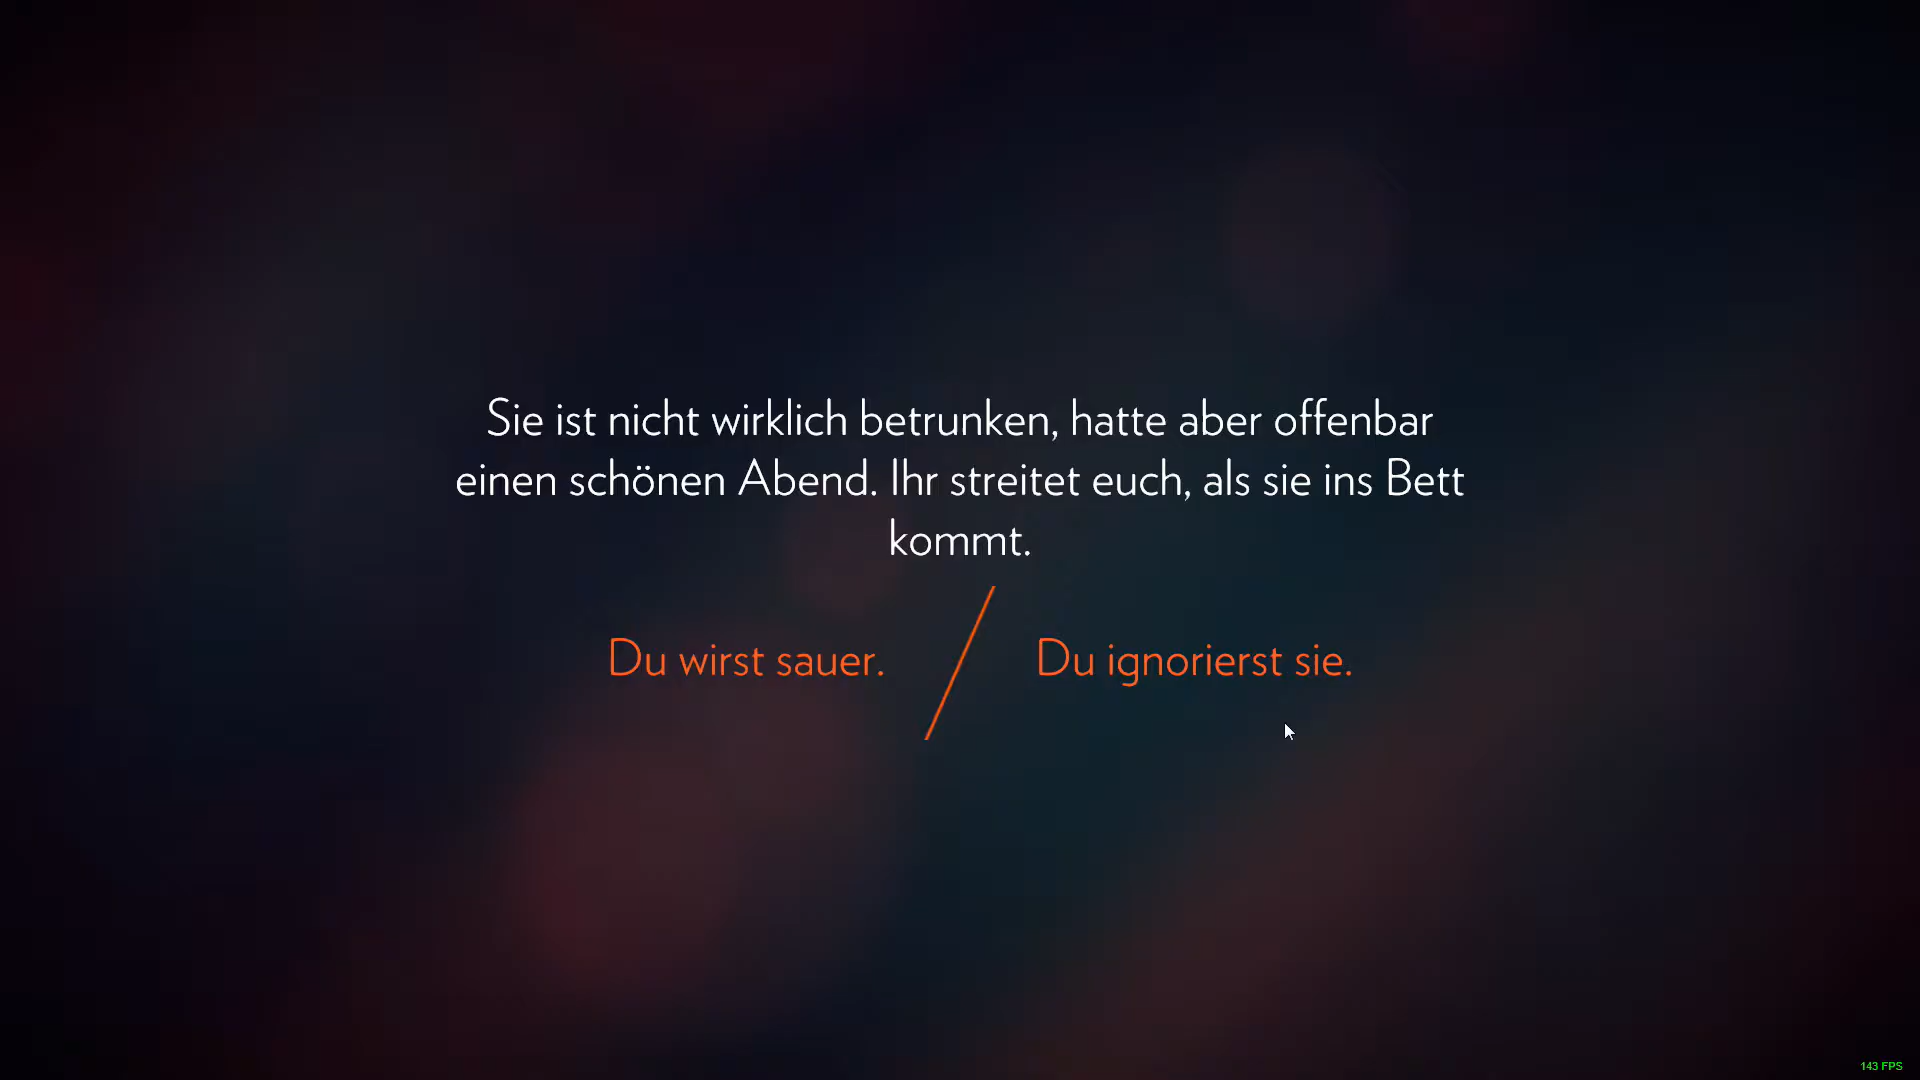 Sie ist nicht wirklich betrunken, hatte aber offenbar
einen schönen Abend. Ihr streitet euch, als sie ins Bett
kommt.
Du wirst sauer.
Du ignorierst sie.
143 FPS